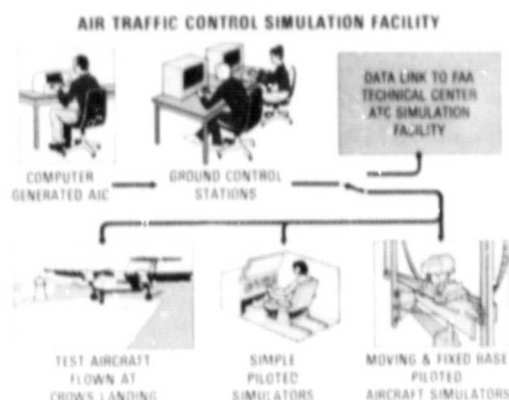 AIR TRAFFIC CONTROL SIMULATION FACILITY
DATA LINK TO FAA
TECHNICAL CENTER
ATC SIMULATION
FACILITY
COMPUTER
GENERATED A/C
GROUND CONTROL
STATIONS
TEST AIRCRAFT
FLOWN AT
CROWS LANDING
SIMPLE
PILOTED
SIMULATORS
MOVING & FIXED BASE
PILOTED
AIRCRAFT SIMULATORS